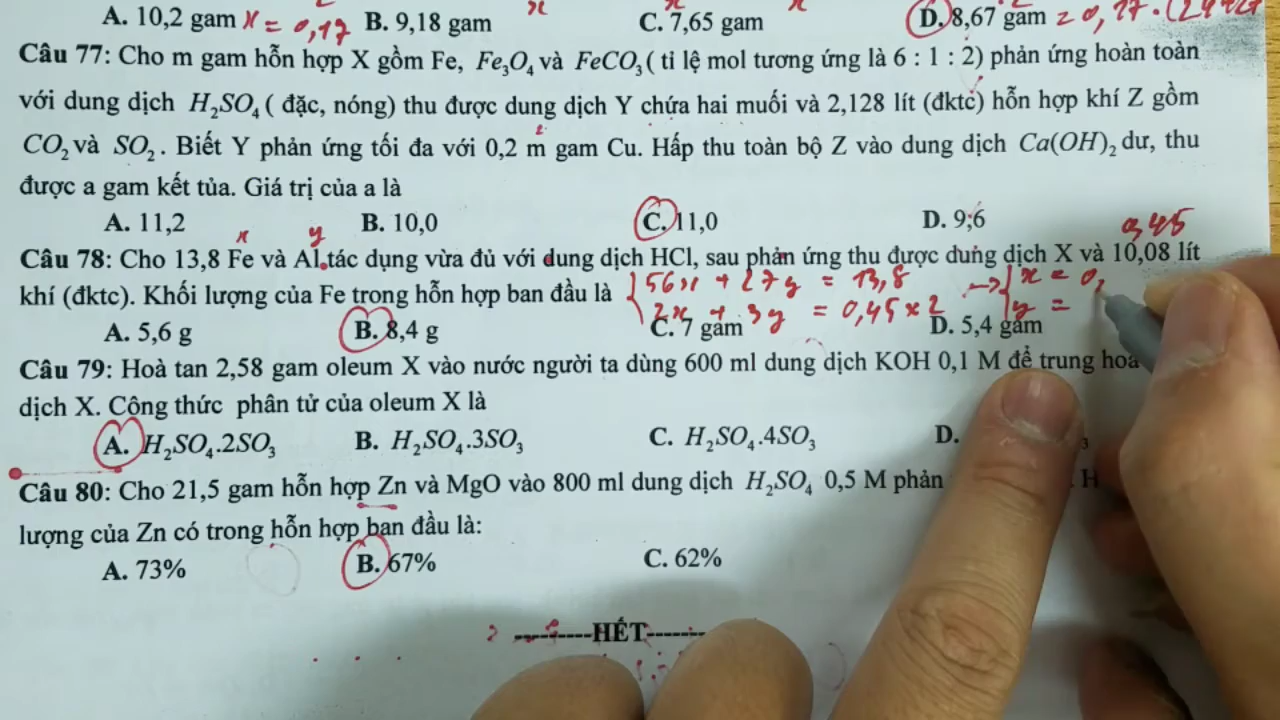 A. 10,2 gam x = 0,17 B. 9,18 gam C. 7,65 gam D. 8,67 gam = 0,17.
x x
Câu 77: Cho m gam hỗn hợp X gồm Fe, Fe₃O₄ và FeCO₃ ( tỉ lệ mol tương ứng là 6 : 1 : 2) phản ứng hoàn toàn
với dung dịch H₂SO₄ ( đặc, nóng) thu được dung dịch Y chứa hai muối và 2,128 lít (đktc) hỗn hợp khí Z gồm
CO₂ và SO₂. Biết Y phản ứng tối đa với 0,2 m gam Cu. Hấp thu toàn bộ Z vào dung dịch Ca(OH)₂ dư, thu
được a gam kết tủa. Giá trị của a là
A. 11,2 B. 10,0 C. 11,0 D. 9,6
x y 0,45
Câu 78: Cho 13,8 Fe và Al tác dụng vừa đủ với dung dịch HCl, sau phản ứng thu được dung dịch X và 10,08 lít
khí (đktc). Khối lượng của Fe trong hỗn hợp ban đầu là { 56x + 27y = 13,8 → { x = 0,
2x + 3y = 0,45 x 2 y =
A. 5,6 g B. 8,4 g C. 7 gam D. 5,4 gam
Câu 79: Hoà tan 2,58 gam oleum X vào nước người ta dùng 600 ml dung dịch KOH 0,1 M để trung hoà
dịch X. Công thức phân tử của oleum X là
A. H₂SO₄.2SO₃ B. H₂SO₄.3SO₃ C. H₂SO₄.4SO₃ D.
Câu 80: Cho 21,5 gam hỗn hợp Zn và MgO vào 800 ml dung dịch H₂SO₄ 0,5 M phản
lượng của Zn có trong hỗn hợp ban đầu là:
A. 73% B. 67% C. 62%
---------HẾT-------